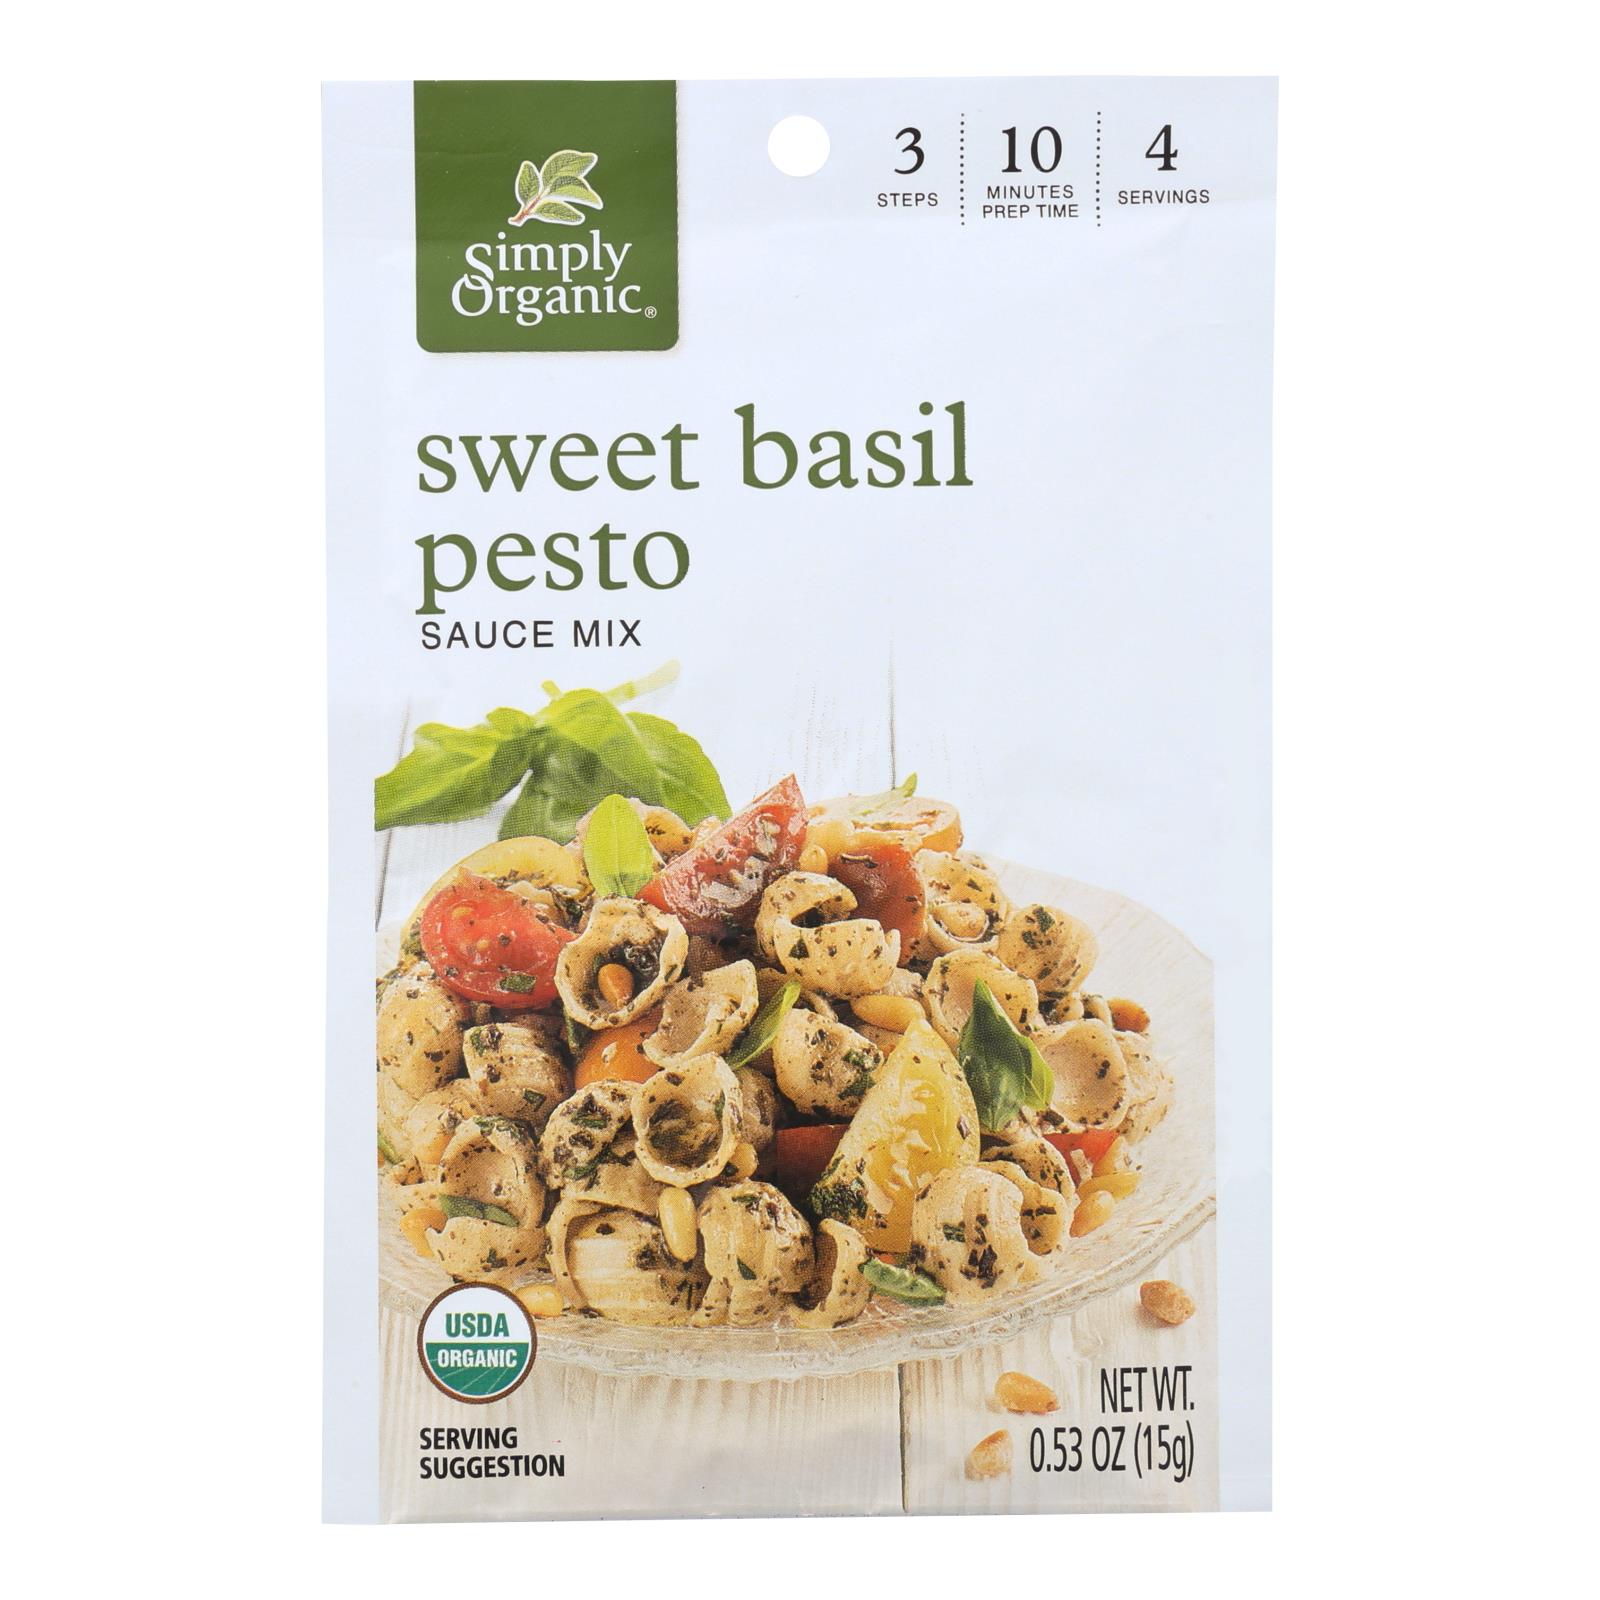 Simply
Organic®
3
STEPS
10
MINUTES
PREP TIME
4
SERVINGS
sweet basil
pesto
SAUCE MIX
USDA
ORGANIC
SERVING
SUGGESTION
NET WT.
0.53 OZ (15g)